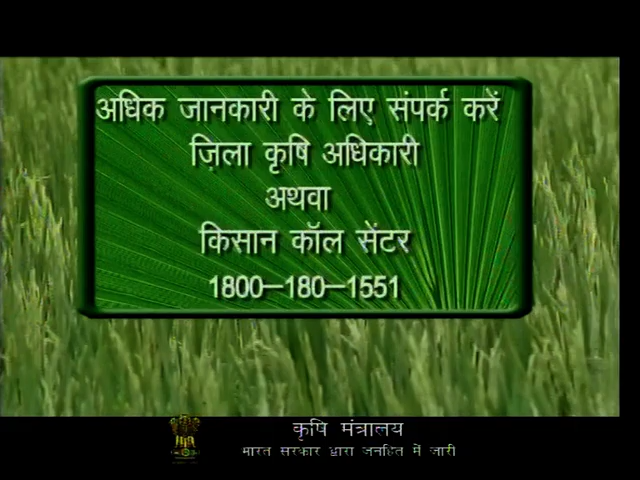 अधिक जानकारी के लिए संपर्क करें
ज़िला कृषि अधिकारी
अथवा
किसान कॉल सेंटर
1800–180–1551
कृषि मंत्रालय
भारत सरकार द्वारा जनहित में जारी